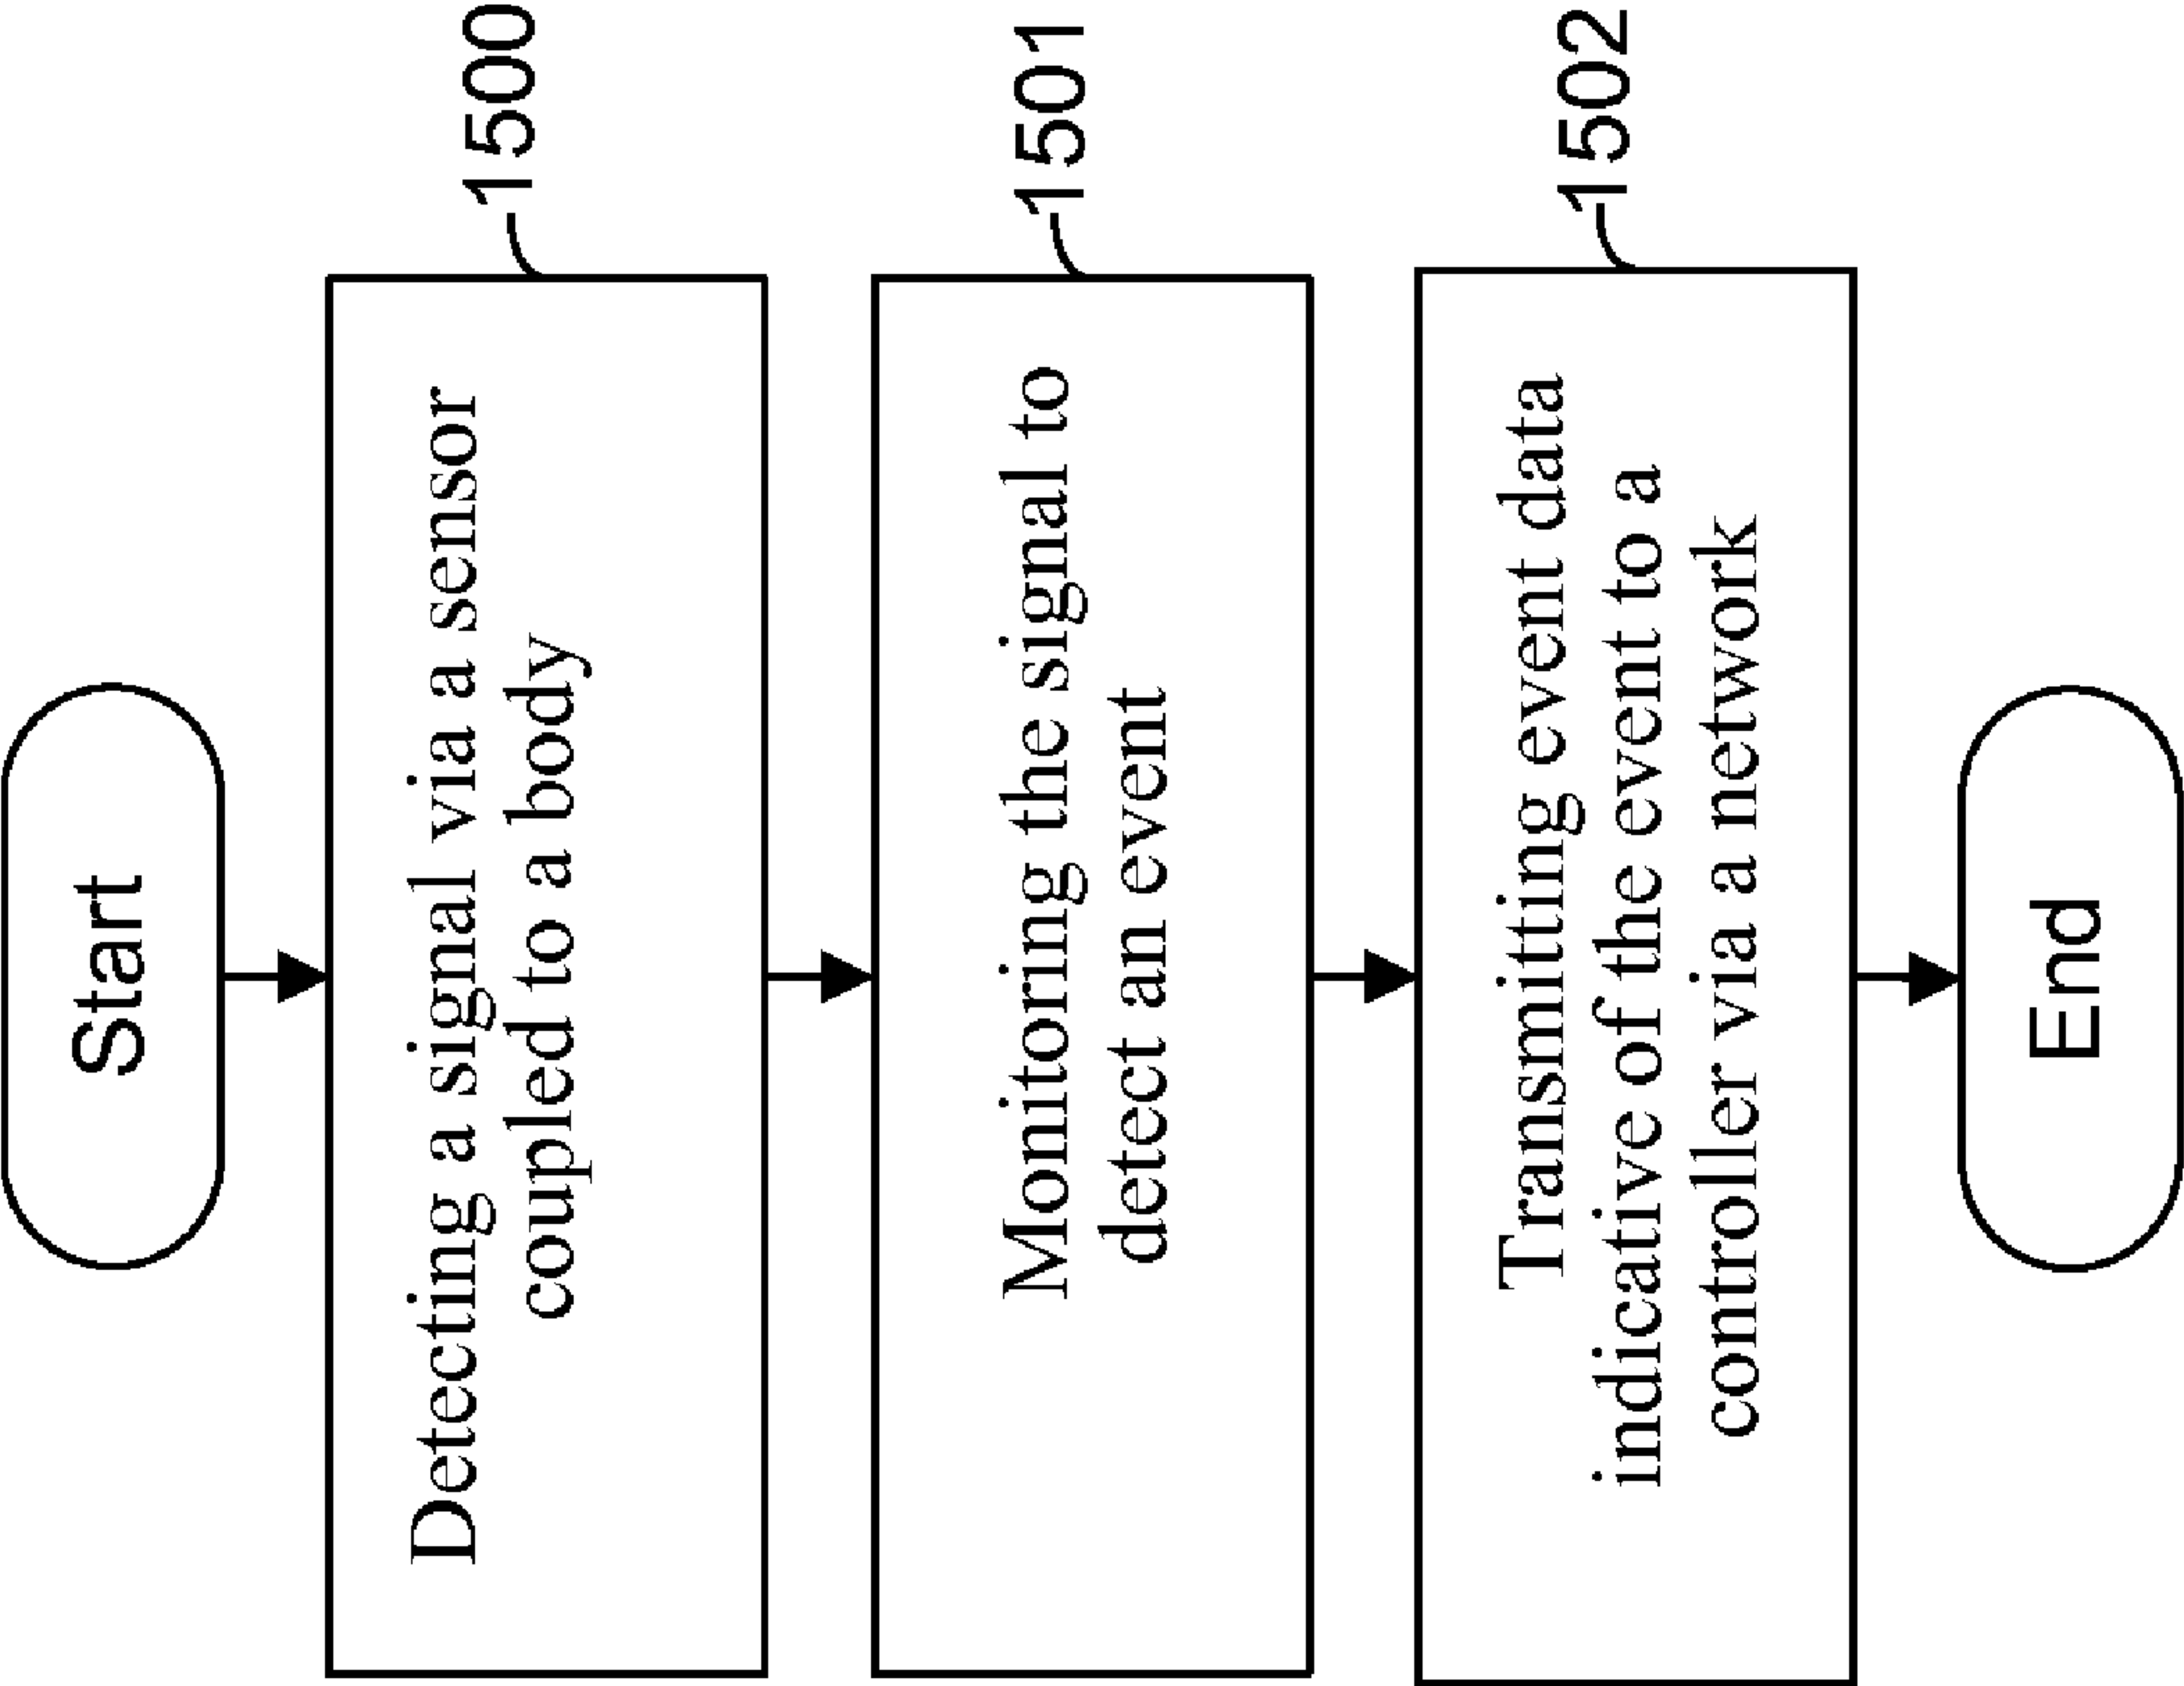 Start
1500
Detecting a signal via a sensor
coupled to a body
1501
Monitoring the signal to
detect an event
1502
Transmitting event data
indicative of the event to a
controller via a network
End